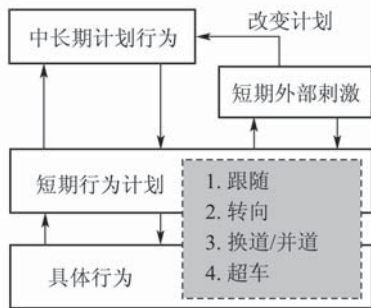 中长期计划行为
改变计划
短期外部刺激
短期行为计划
1. 跟随
2. 转向
3. 换道/并道
4. 超车
具体行为